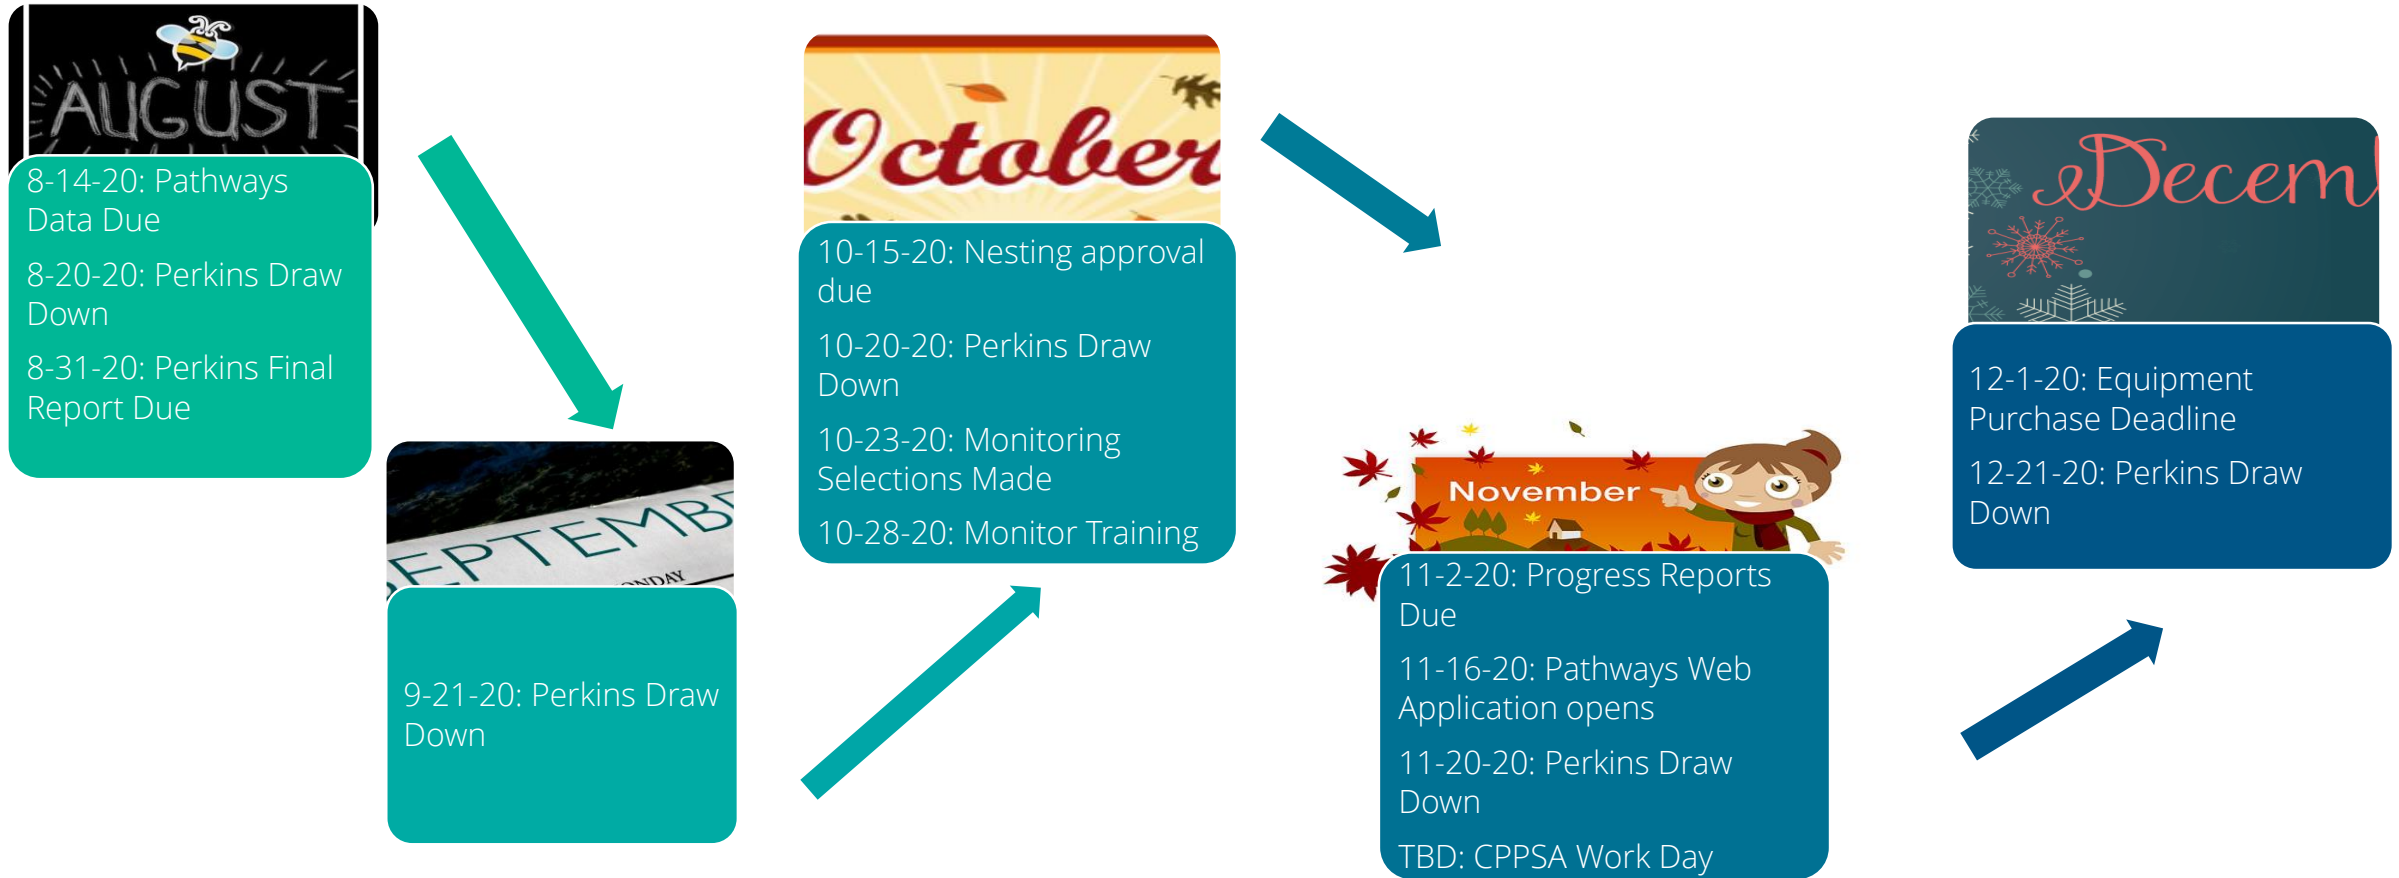 AUGUST
8-14-20: Pathways
Data Due
8-20-20: Perkins Draw
Down
8-31-20: Perkins Final
Report Due
SEPTEMBE
MONDAY
9-21-20: Perkins Draw
Down
October
10-15-20: Nesting approval
due
10-20-20: Perkins Draw
Down
10-23-20: Monitoring
Selections Made
10-28-20: Monitor Training
November
11-2-20: Progress Reports
Due
11-16-20: Pathways Web
Application opens
11-20-20: Perkins Draw
Down
TBD: CPPSA Work Day
Decem
12-1-20: Equipment
Purchase Deadline
12-21-20: Perkins Draw
Down